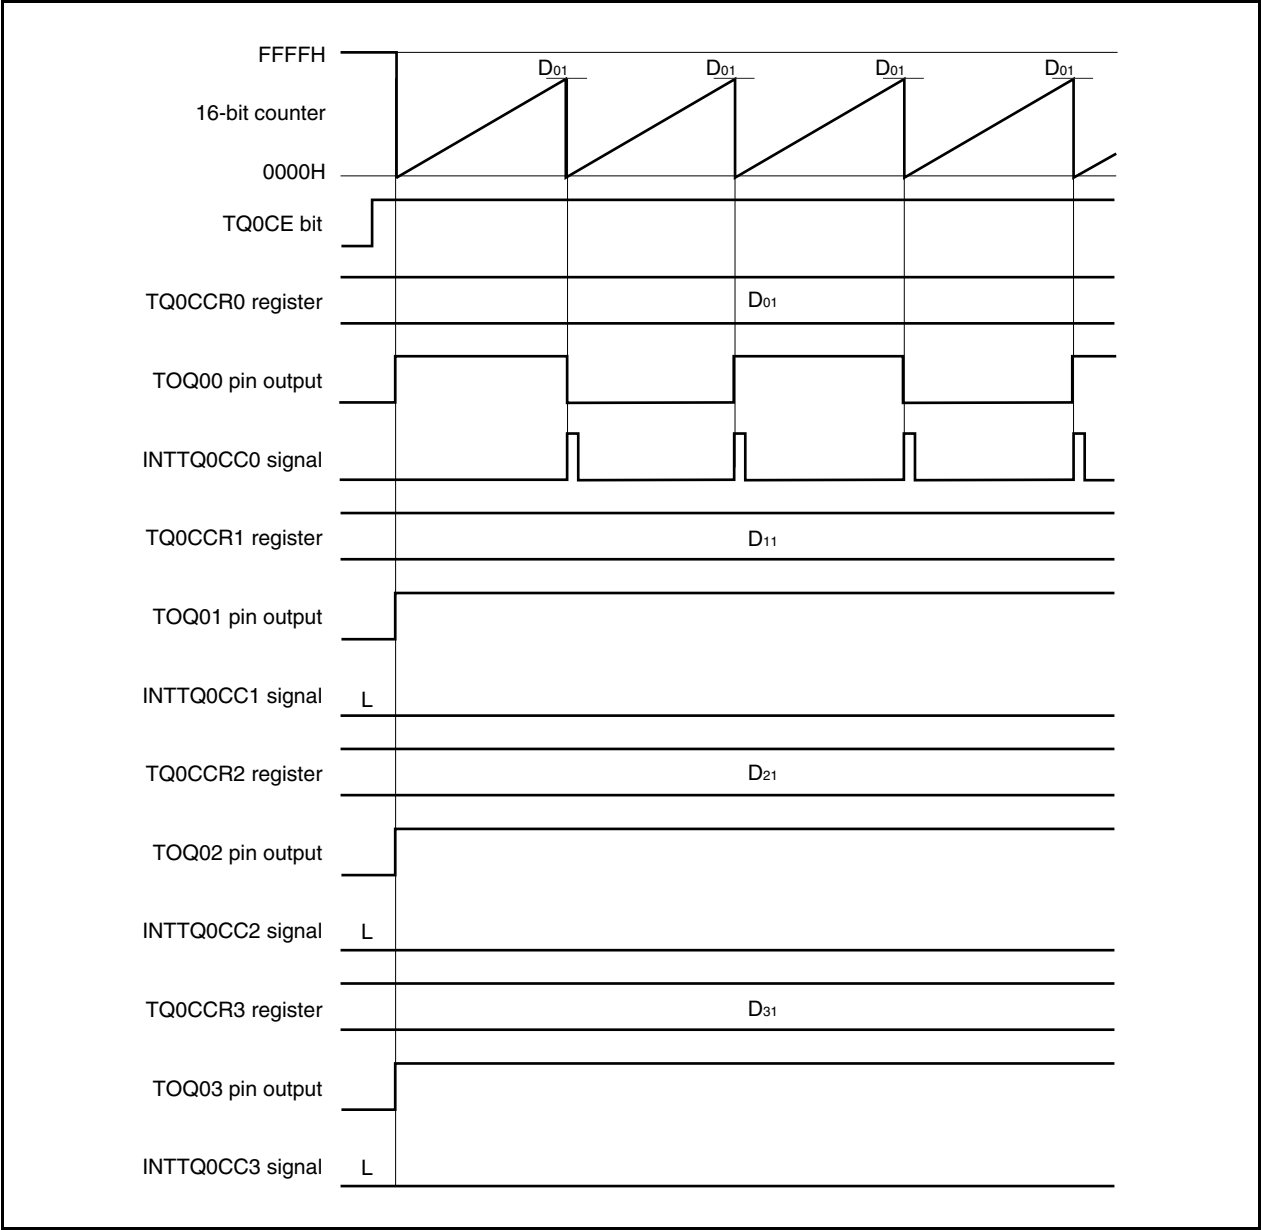 FFFFH
D01 D01 D01 D01
16-bit counter
0000H
TQ0CE bit
TQ0CCR0 register D01
TOQ00 pin output
INTTQ0CC0 signal
TQ0CCR1 register D11
TOQ01 pin output
INTTQ0CC1 signal L
TQ0CCR2 register D21
TOQ02 pin output
INTTQ0CC2 signal L
TQ0CCR3 register D31
TOQ03 pin output
INTTQ0CC3 signal L